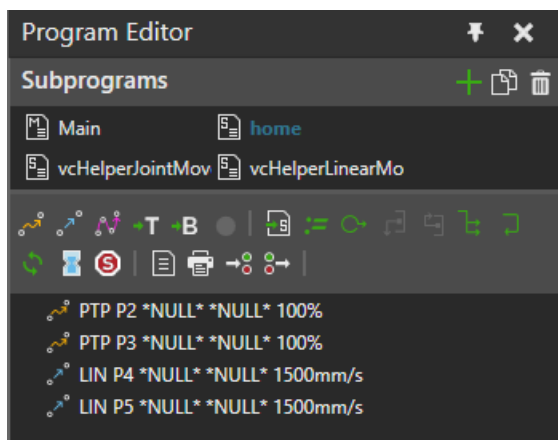 Program Editor
Subprograms
M Main
S home
S vcHelperJointMov
S vcHelperLinearMo
T B S
S
PTP P2 *NULL* *NULL* 100%
PTP P3 *NULL* *NULL* 100%
LIN P4 *NULL* *NULL* 1500mm/s
LIN P5 *NULL* *NULL* 1500mm/s